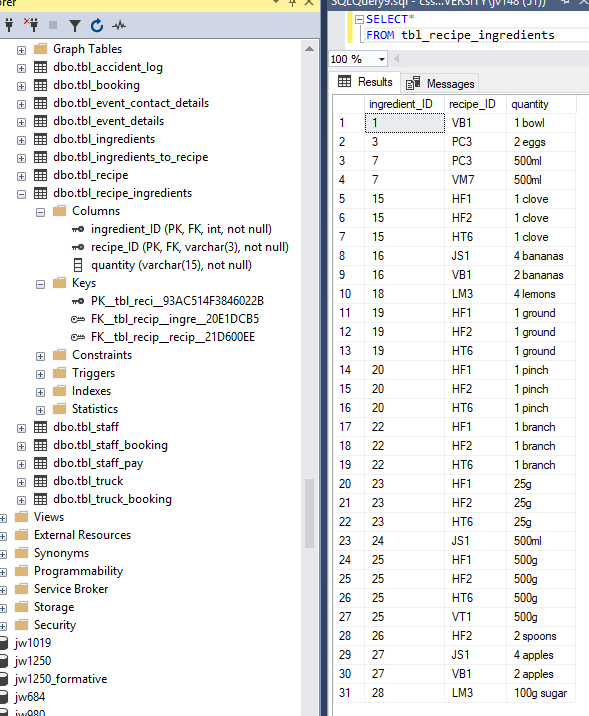 Graph Tables
dbo.tbl_accident_log
dbo.tbl_booking
dbo.tbl_event_contact_details
dbo.tbl_event_details
dbo.tbl_ingredients
dbo.tbl_ingredients_to_recipe
dbo.tbl_recipe
dbo.tbl_recipe_ingredients
Columns
ingredient_ID (PK, FK, int, not null)
recipe_ID (PK, FK, varchar(3), not null)
quantity (varchar(15), not null)
Keys
PK__tbl_reci__93AC514F3846022B
FK__tbl_recip__ingre__20E1DCB5
FK__tbl_recip__recip__21D600EE
Constraints
Triggers
Indexes
Statistics
dbo.tbl_staff
dbo.tbl_staff_booking
dbo.tbl_staff_pay
dbo.tbl_truck
dbo.tbl_truck_booking
Views
External Resources
Synonyms
Programmability
Service Broker
Storage
Security
jw1019
jw1250
jw1250_formative
jw684
jw980
SQLQuery9.sql - css...
SELECT*
FROM tbl_recipe_ingredients
100 %
Results Messages
ingredient_ID recipe_ID quantity
1 1 VB1 1 bowl
2 3 PC3 2 eggs
3 7 PC3 500ml
4 7 VM7 500ml
5 15 HF1 1 clove
6 15 HF2 1 clove
7 15 HT6 1 clove
8 16 JS1 4 bananas
9 16 VB1 2 bananas
10 18 LM3 4 lemons
11 19 HF1 1 ground
12 19 HF2 1 ground
13 19 HT6 1 ground
14 20 HF1 1 pinch
15 20 HF2 1 pinch
16 20 HT6 1 pinch
17 22 HF1 1 branch
18 22 HF2 1 branch
19 22 HT6 1 branch
20 23 HF1 25g
21 23 HF2 25g
22 23 HT6 25g
23 24 JS1 500ml
24 25 HF1 500g
25 25 HF2 500g
26 25 HT6 500g
27 25 VT1 500g
28 26 HF2 2 spoons
29 27 JS1 4 apples
30 27 VB1 2 apples
31 28 LM3 100g sugar